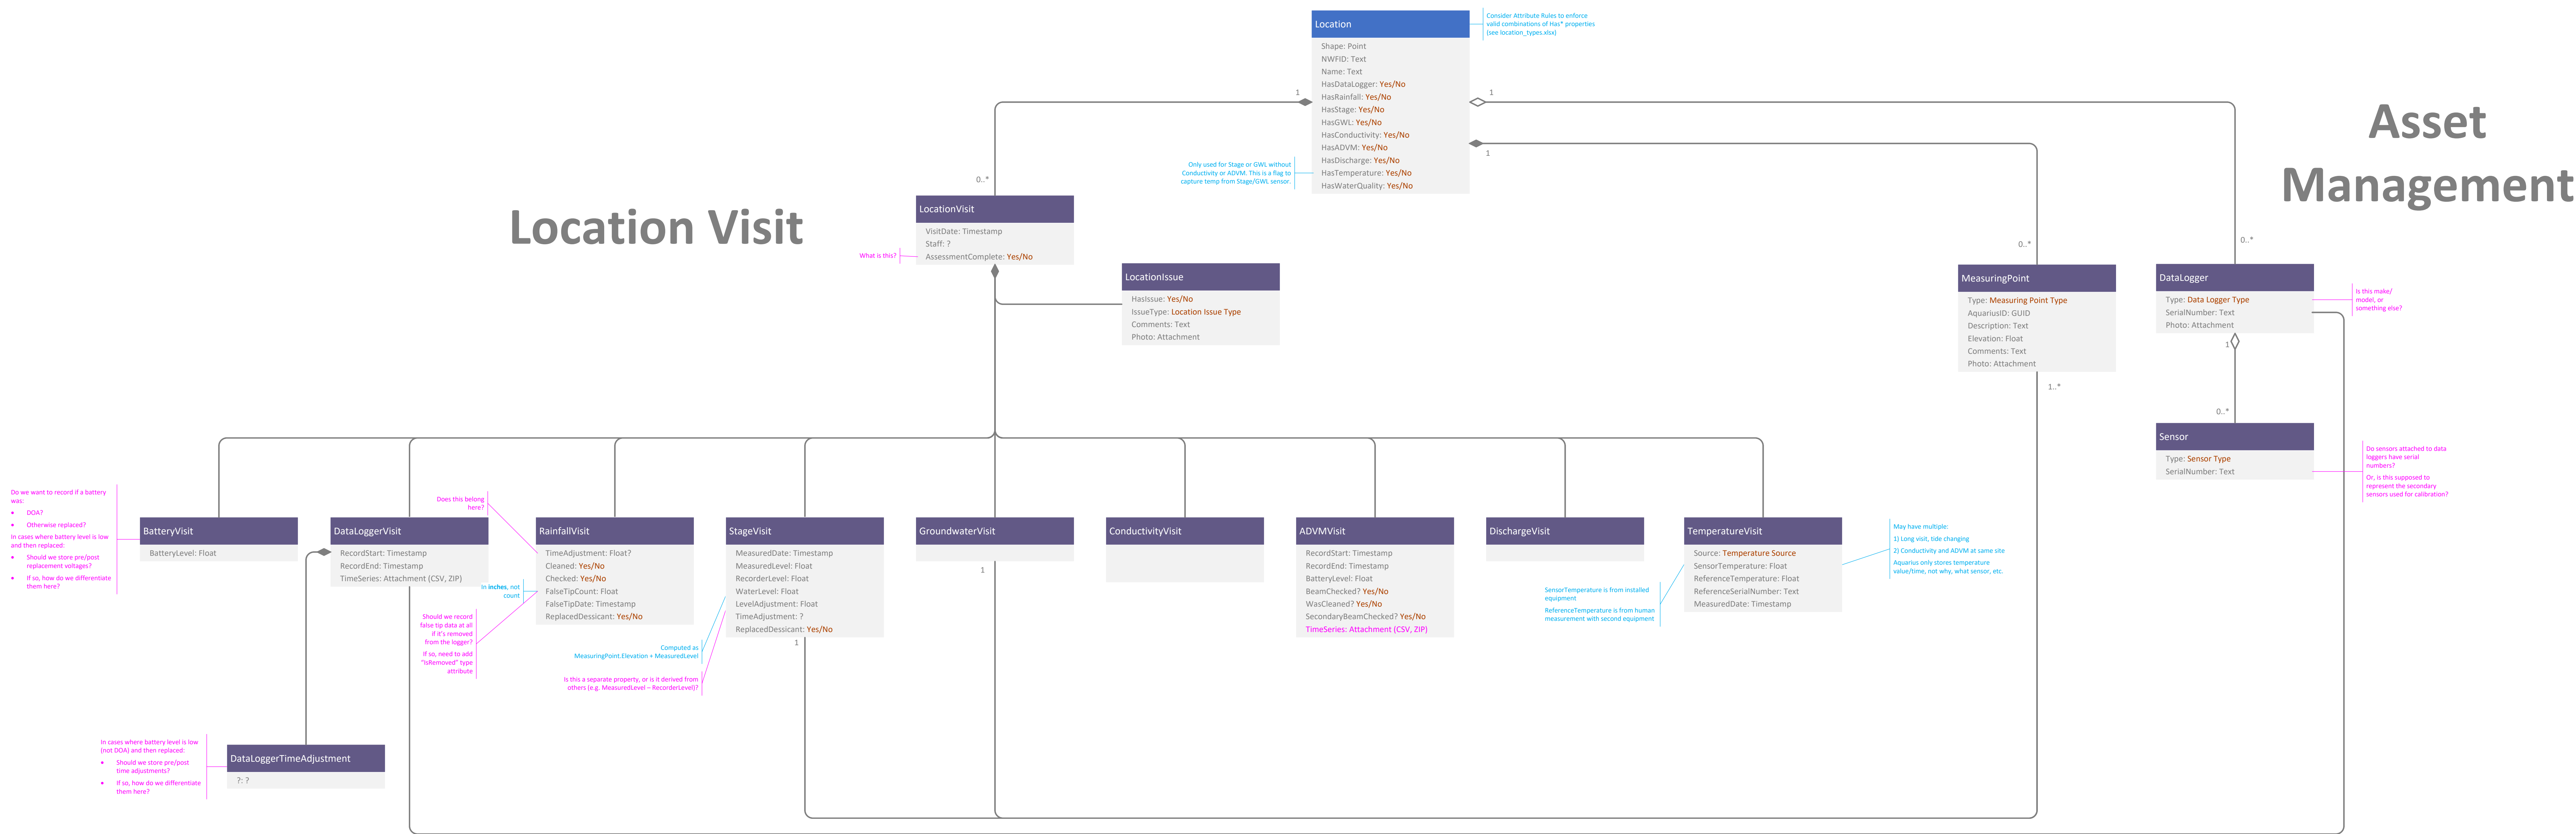 Location
Consider Attribute Rules to enforce
valid combinations of Has* properties
(see location_types.xlsx)
Shape: Point
NWFID: Text
Name: Text
HasDataLogger: Yes/No
HasRainfall: Yes/No
HasStage: Yes/No
HasGWL: Yes/No
HasConductivity: Yes/No
HasADVM: Yes/No
HasDischarge: Yes/No
HasTemperature: Yes/No
HasWaterQuality: Yes/No
1
1
1
Only used for Stage or GWL without
Conductivity or ADVM. This is a flag to
capture temp from Stage/GWL sensor.
Asset
Management
Location Visit
0..*
LocationVisit
VisitDate: Timestamp
Staff: ?
AssessmentComplete: Yes/No
What is this?
LocationIssue
HasIssue: Yes/No
IssueType: Location Issue Type
Comments: Text
Photo: Attachment
0..*
MeasuringPoint
Type: Measuring Point Type
AquariusID: GUID
Description: Text
Elevation: Float
Comments: Text
Photo: Attachment
1..*
0..*
DataLogger
Type: Data Logger Type
SerialNumber: Text
Photo: Attachment
Is this make/
model, or
something else?
1
0..*
Sensor
Type: Sensor Type
SerialNumber: Text
Do sensors attached to data
loggers have serial
numbers?
Or, Is this supposed to
represent the secondary
sensors used for calibration?
Do we want to record if a battery
was:
• DOA?
• Otherwise replaced?
In cases where battery level is low
and then replaced:
• Should we store pre/post
replacement voltages?
• If so, how do we differentiate
them here?
BatteryVisit
BatteryLevel: Float
DataLoggerVisit
RecordStart: Timestamp
RecordEnd: Timestamp
TimeSeries: Attachment (CSV, ZIP)
Does this belong
here?
RainfallVisit
TimeAdjustment: Float?
Cleaned: Yes/No
Checked: Yes/No
FalseTipCount: Float
FalseTipDate: Timestamp
ReplacedDessicant: Yes/No
In inches, not
count
Should we record
false tip data at all
if it's removed
from the logger?
If so, need to add
"IsRemoved" type
attribute
StageVisit
MeasuredDate: Timestamp
MeasuredLevel: Float
RecorderLevel: Float
WaterLevel: Float
LevelAdjustment: Float
TimeAdjustment: ?
ReplacedDessicant: Yes/No
1
Computed as
MeasuringPoint.Elevation + MeasuredLevel
Is this a separate property, or is it derived from
others (e.g. MeasuredLevel – RecorderLevel)?
GroundwaterVisit
1
ConductivityVisit
ADVMVisit
RecordStart: Timestamp
RecordEnd: Timestamp
BatteryLevel: Float
BeamChecked? Yes/No
WasCleaned? Yes/No
SecondaryBeamChecked? Yes/No
TimeSeries: Attachment (CSV, ZIP)
DischargeVisit
TemperatureVisit
Source: Temperature Source
SensorTemperature: Float
ReferenceTemperature: Float
ReferenceSerialNumber: Text
MeasuredDate: Timestamp
SensorTemperature is from installed
equipment
ReferenceTemperature is from human
measurement with second equipment
May have multiple:
1) Long visit, tide changing
2) Conductivity and ADVM at same site
Aquarius only stores temperature
value/time, not why, what sensor, etc.
In cases where battery level is low
(not DOA) and then replaced:
• Should we store pre/post
time adjustments?
• If so, how do we differentiate
them here?
DataLoggerTimeAdjustment
?: ?